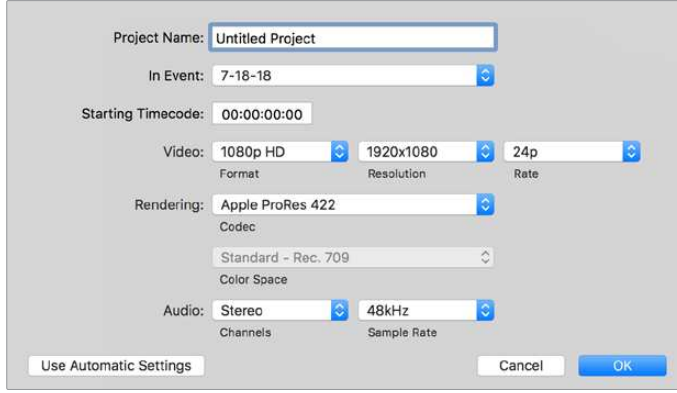 Project Name: Untitled Project
In Event: 7-18-18
Starting Timecode: 00:00:00:00
Video: 1080p HD 1920x1080 24p
Format Resolution Rate
Rendering: Apple ProRes 422
Codec
Standard - Rec. 709
Color Space
Audio: Stereo 48kHz
Channels Sample Rate
Use Automatic Settings Cancel OK